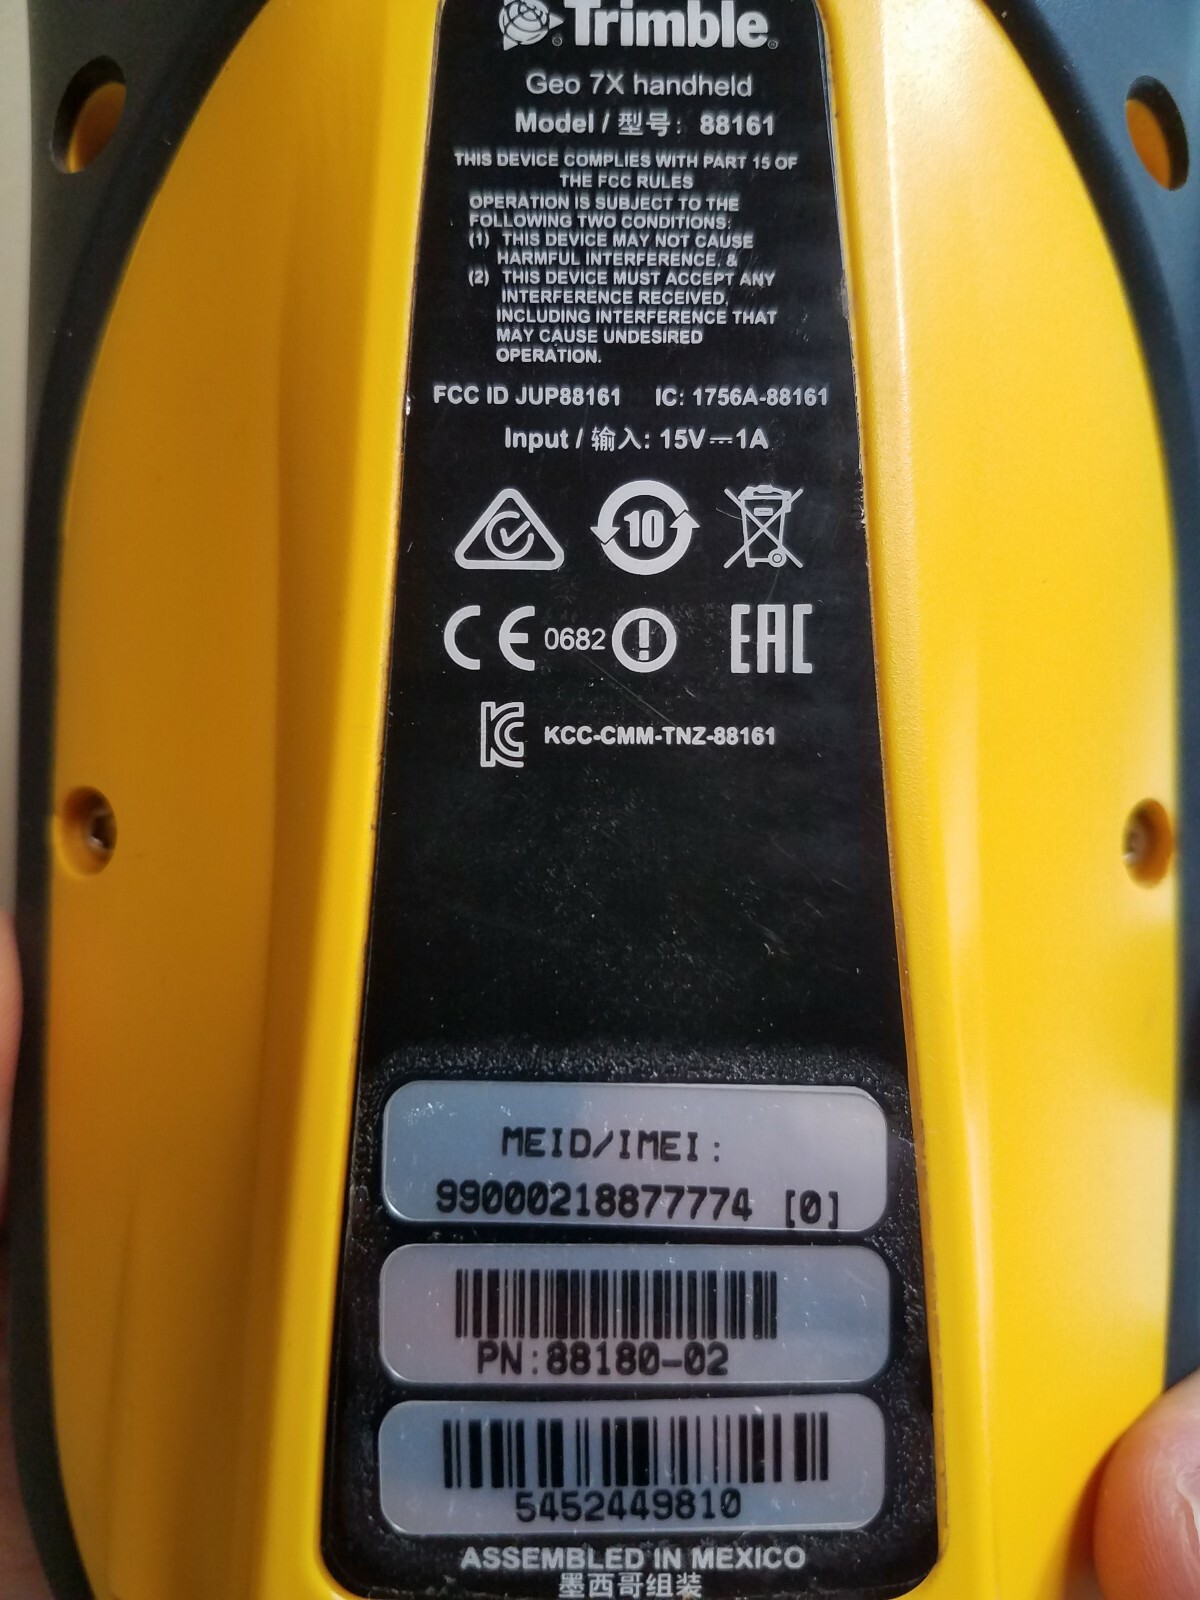 Trimble
Geo 7X handheld
Model / 型号: 88161
THIS DEVICE COMPLIES WITH PART 15 OF
THE FCC RULES
OPERATION IS SUBJECT TO THE
FOLLOWING TWO CONDITIONS:
(1) THIS DEVICE MAY NOT CAUSE
HARMFUL INTERFERENCE, &
(2) THIS DEVICE MUST ACCEPT ANY
INTERFERENCE RECEIVED,
INCLUDING INTERFERENCE THAT
MAY CAUSE UNDESIRED
OPERATION.
FCC ID JUP88161 IC: 1756A-88161
Input / 输入: 15V⎓1A
10
CE 0682 ! EAC
KC KCC-CMM-TNZ-88161
MEID/IMEI:
99000218877774 [0]
PN:88180-02
5452449810
ASSEMBLED IN MEXICO
墨西哥组装